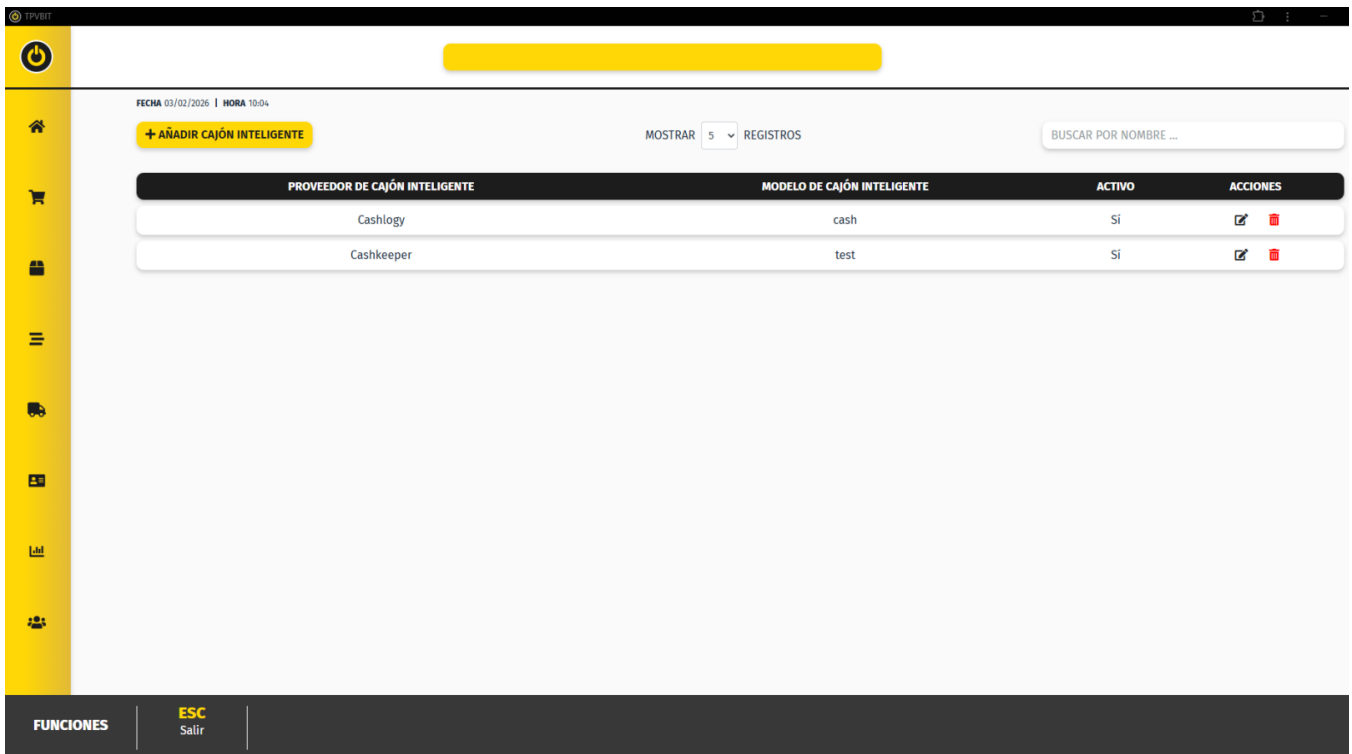 TPVBIT
FECHA 03/02/2026 | HORA 10:04
+ AÑADIR CAJÓN INTELIGENTE
MOSTRAR 5 REGISTROS
BUSCAR POR NOMBRE ...
PROVEEDOR DE CAJÓN INTELIGENTE MODELO DE CAJÓN INTELIGENTE ACTIVO ACCIONES
Cashlogy cash Sí
Cashkeeper test Sí
FUNCIONES
ESC
Salir